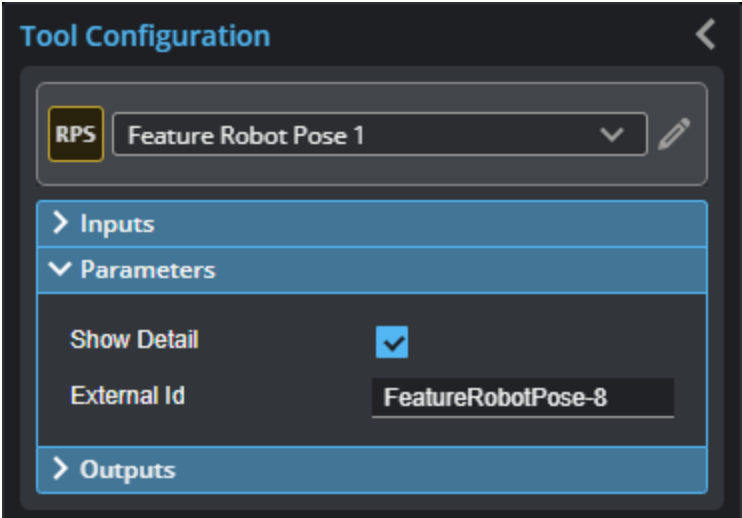 Tool Configuration
RPS Feature Robot Pose 1
Inputs
Parameters
Show Detail
External Id FeatureRobotPose-8
Outputs